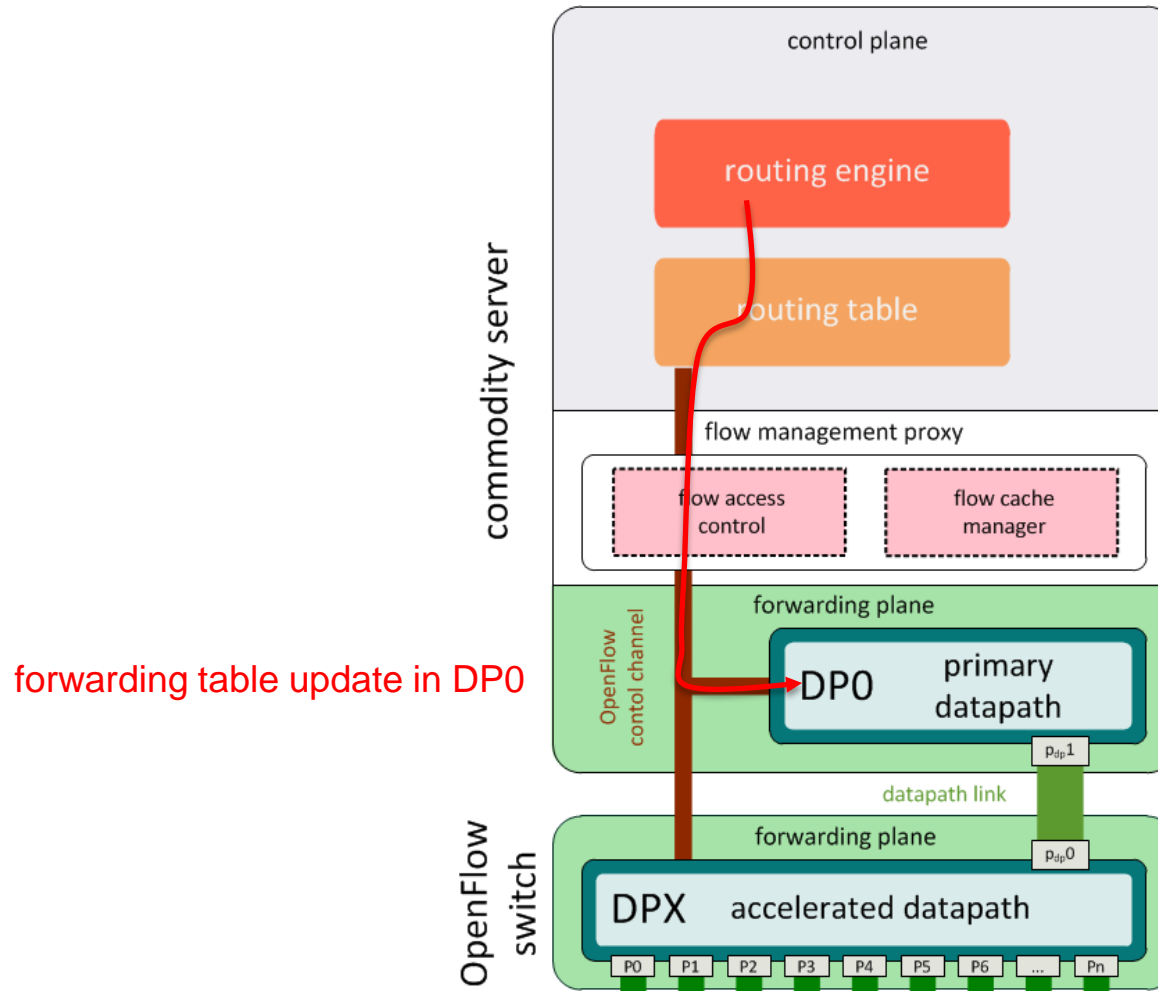 control plane
routing engine
routing table
commodity server
flow management proxy
flow access
control
flow cache
manager
forwarding plane
OpenFlow
contol channel
forwarding table update in DP0
DP0
primary
datapath
pdp1
datapath link
OpenFlow
switch
forwarding plane
pdp0
DPX accelerated datapath
P0 P1 P2 P3 P4 P5 P6 ... Pn